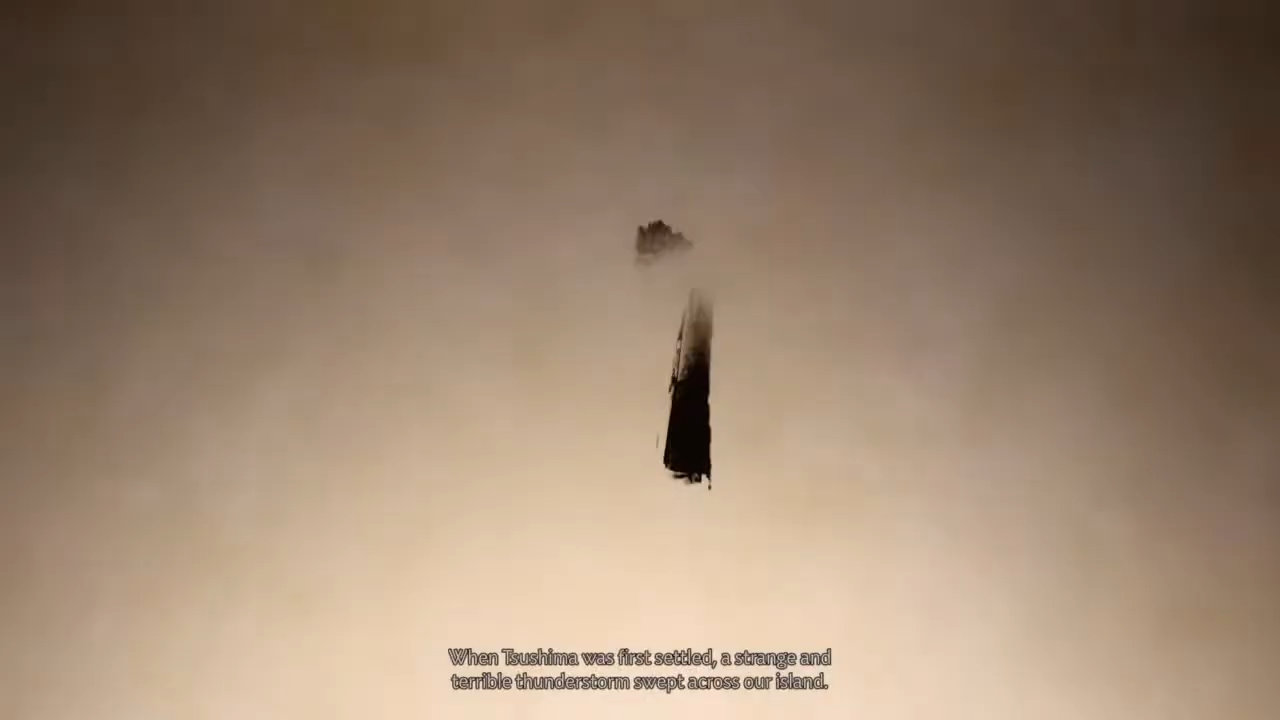 When Tsushima was first settled, a strange and
terrible thunderstorm swept across our island.